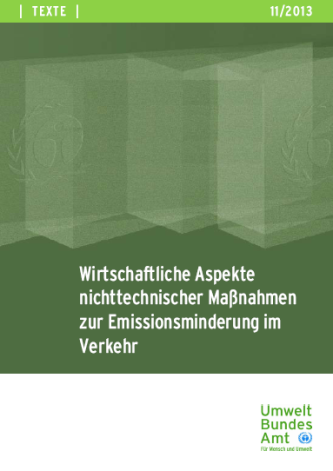 | TEXTE | 11/2013
Wirtschaftliche Aspekte
nichttechnischer Maßnahmen
zur Emissionsminderung im
Verkehr
Umwelt
Bundes
Amt
Für Mensch und Umwelt